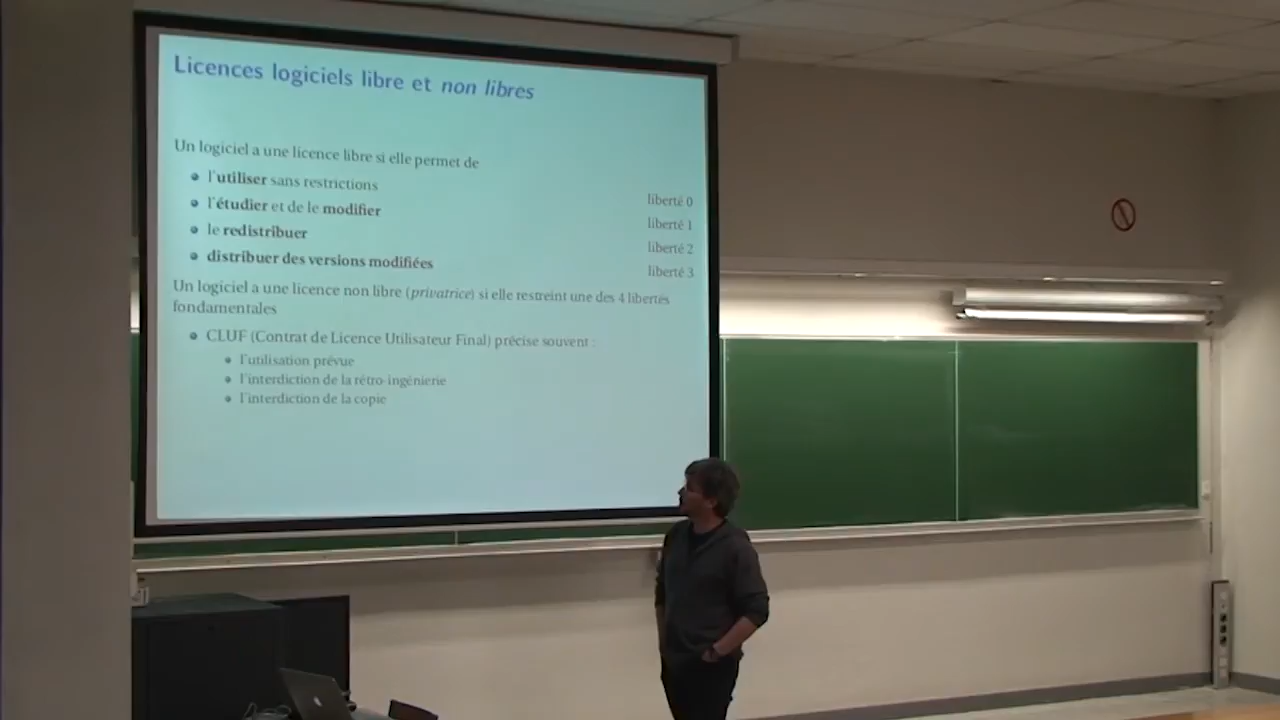 Licences logiciels libre et non libres
Un logiciel a une licence libre si elle permet de
l'utiliser sans restrictions liberté 0
l'étudier et de le modifier liberté 1
le redistribuer liberté 2
distribuer des versions modifiées liberté 3
Un logiciel a une licence non libre (privatrice) si elle restreint une des 4 libertés
fondamentales
CLUF (Contrat de Licence Utilisateur Final) précise souvent :
l'utilisation prévue
l'interdiction de la rétro-ingénierie
l'interdiction de la copie